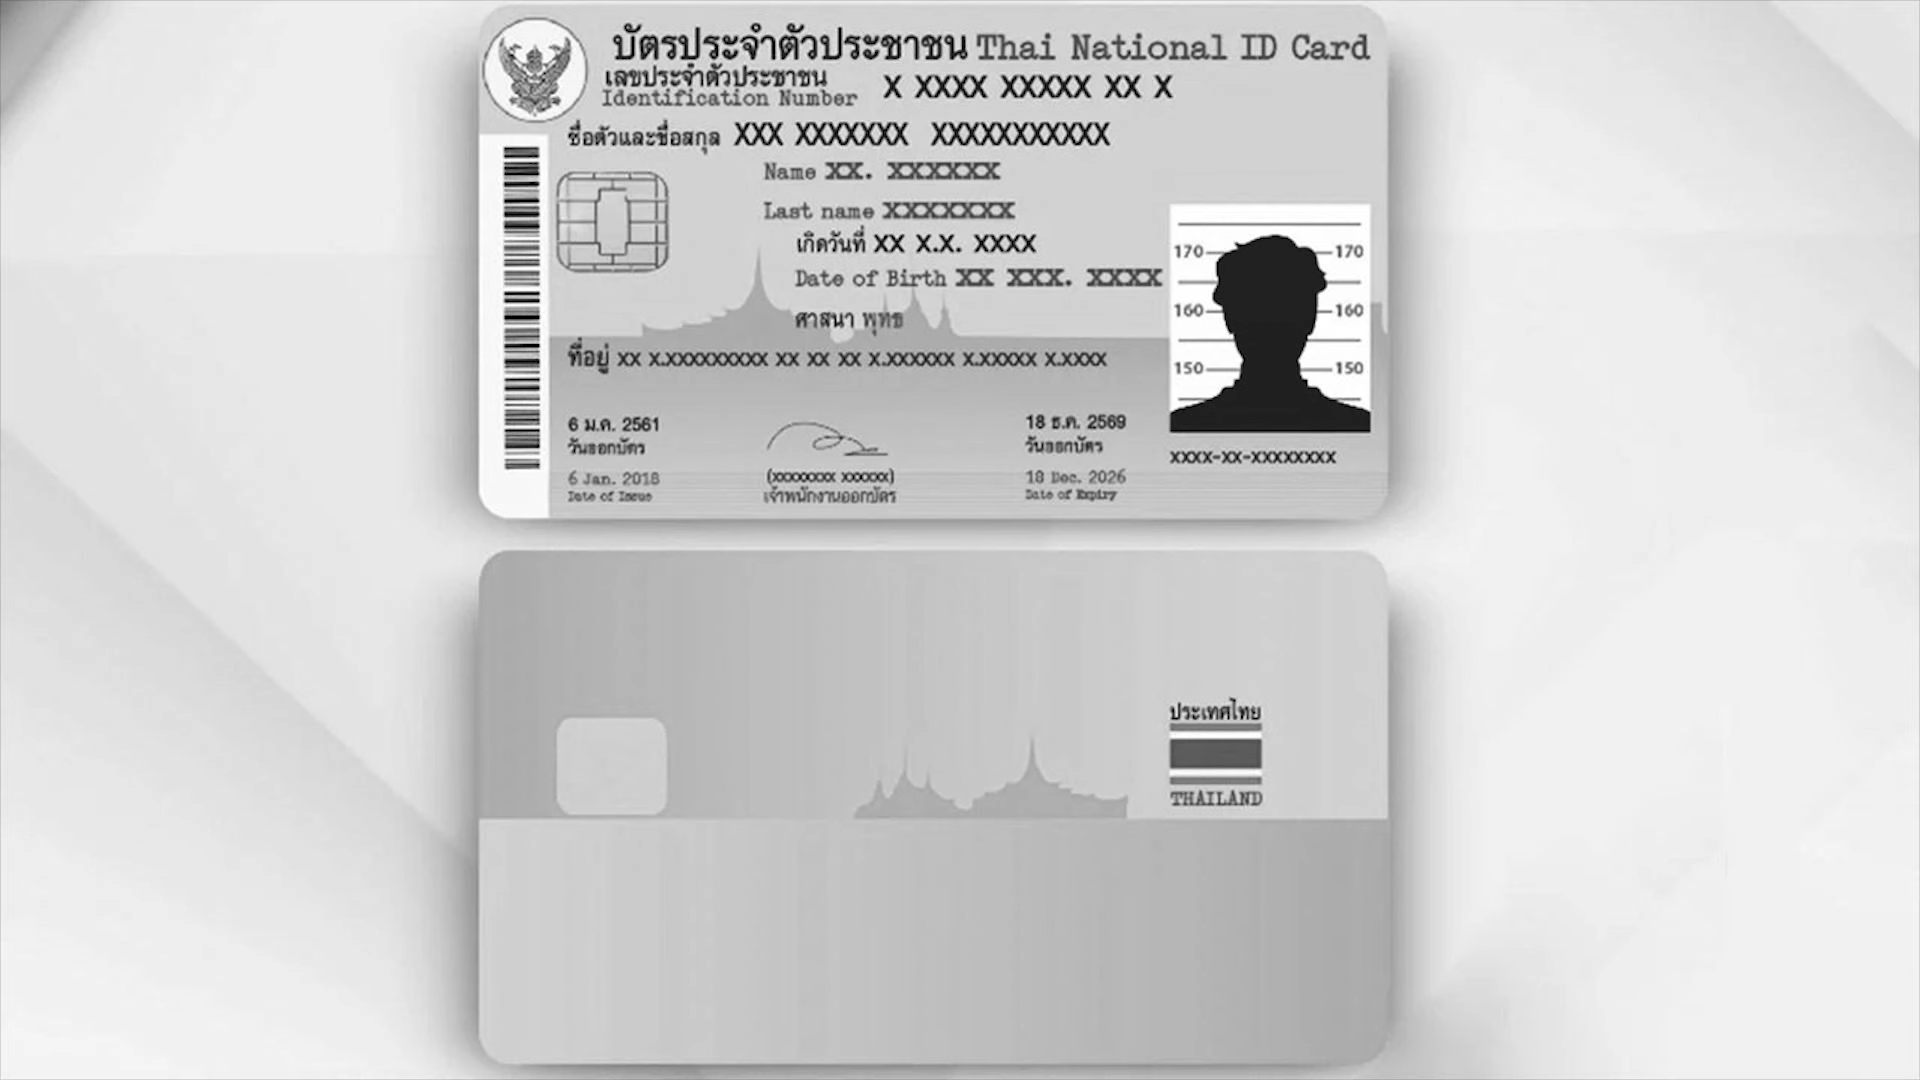 บัตรประจำตัวประชาชน Thai National ID Card
เลขประจำตัวประชาชน
Identification Number X XXXX XXXXX XX X
ชื่อตัวและชื่อสกุล XXX XXXXXXX XXXXXXXXXXX
Name XX. XXXXXX
Last name XXXXXXX
เกิดวันที่ XX X.X. XXXX
Date of Birth XX XXX. XXXX
ศาสนา พุทธ
ที่อยู่ XX X.XXXXXXXXX XX XX XX X.XXXXXX X.XXXXX X.XXXX
170 170
160 160
150 150
XXXX-XX-XXXXXXXX
6 ม.ค. 2561
วันออกบัตร
6 Jan. 2018
Date of Issue
(XXXXXXXX XXXXXX)
เจ้าพนักงานออกบัตร
18 ธ.ค. 2569
วันออกบัตร
18 Dec. 2026
Date of Expiry
ประเทศไทย
THAILAND